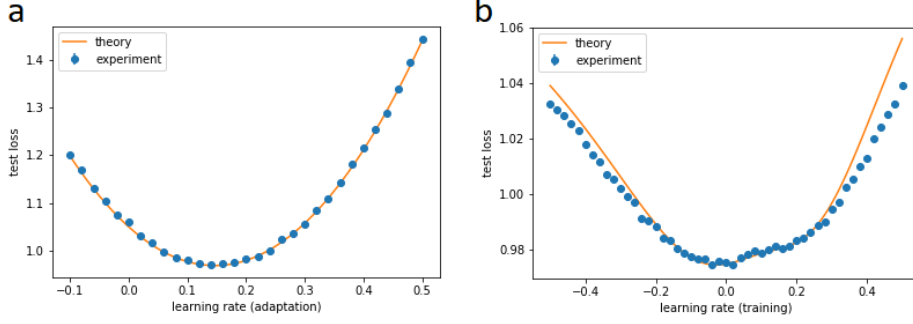 a
theory
experiment
test loss
1.4
1.3
1.2
1.1
1.0
−0.1 0.0 0.1 0.2 0.3 0.4 0.5
learning rate (adaptation)
b
theory
experiment
test loss
1.06
1.04
1.02
1.00
0.98
−0.4 −0.2 0.0 0.2 0.4
learning rate (training)